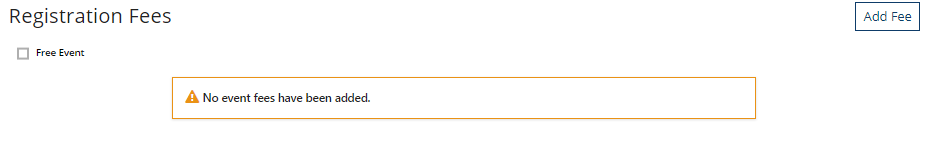 Registration Fees
Add Fee
Free Event
No event fees have been added.